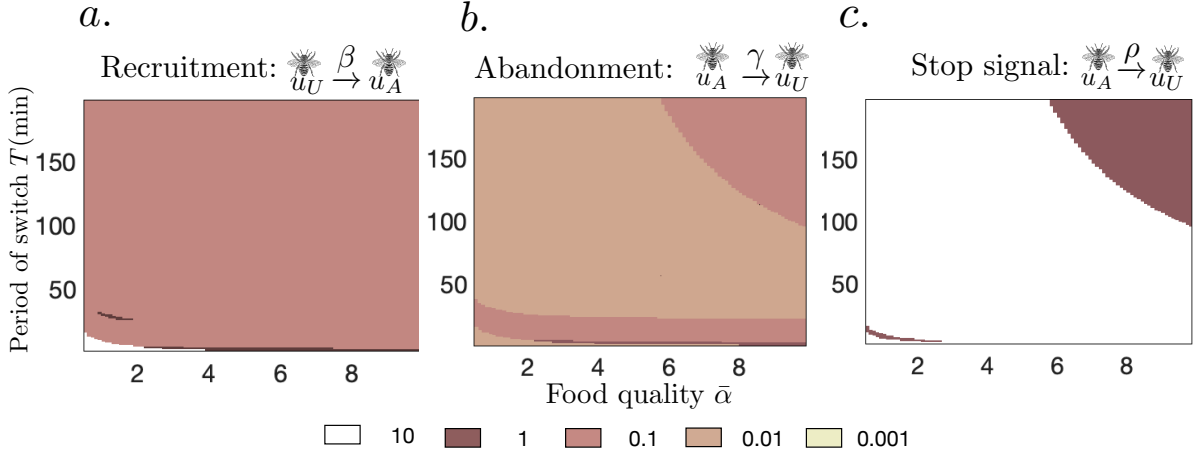 a.
Recruitment: u_U β→ u_A
b.
Abandonment: u_A γ→ u_U
c.
Stop signal: u_A ρ→ u_U
Period of switch T (min)
150
100
50
2 4 6 8
150
100
50
2 4 6 8
150
100
50
2 4 6 8
Food quality ᾱ
10 1 0.1 0.01 0.001